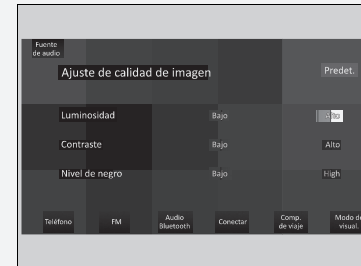 Fuente
de audio
Ajuste de calidad de imagen
Predet.
Luminosidad
Bajo
Alto
Contraste
Bajo
Alto
Nivel de negro
Bajo
High
Teléfono
FM
Audio
Bluetooth
Conectar
Comp.
de viaje
Modo de
visual.